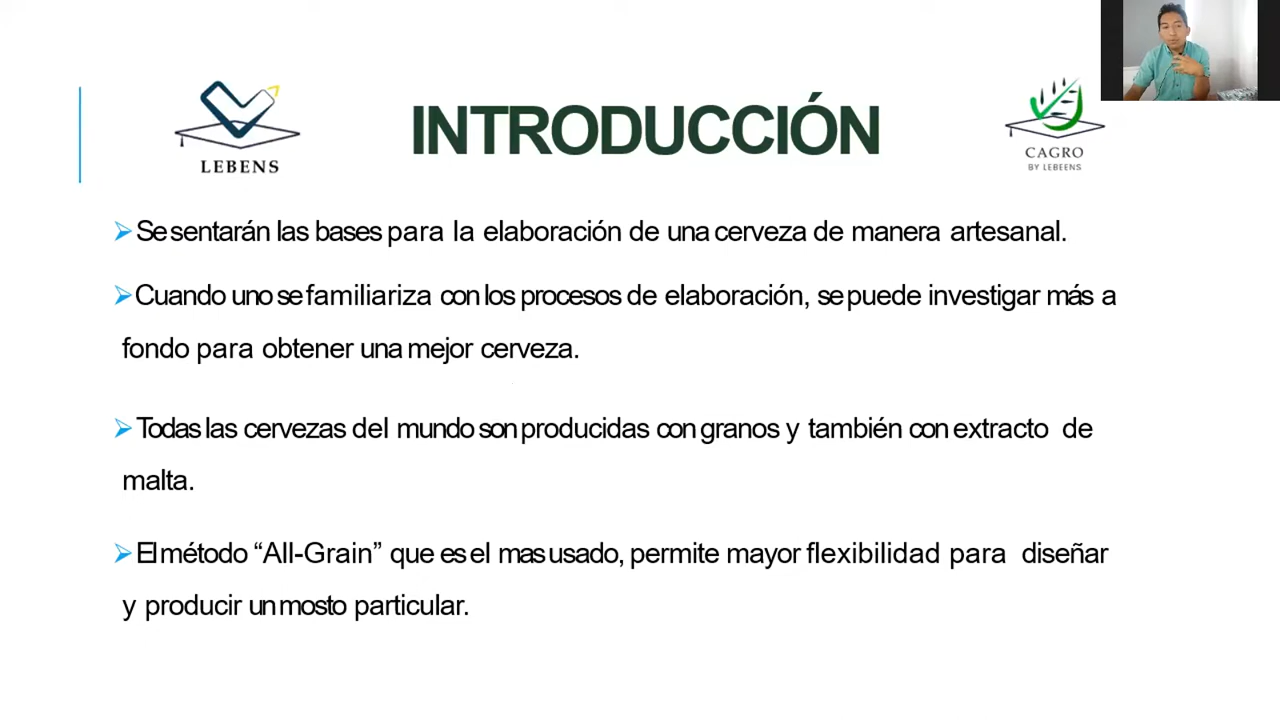 LEBENS
INTRODUCCIÓN
CAGRO
BY LEBEENS
Se sentarán las bases para la elaboración de una cerveza de manera artesanal.
Cuando uno se familiariza con los procesos de elaboración, se puede investigar más a
fondo para obtener una mejor cerveza.
Todas las cervezas del mundo son producidas con granos y también con extracto de
malta.
El método “All-Grain” que es el mas usado, permite mayor flexibilidad para diseñar
y producir un mosto particular.